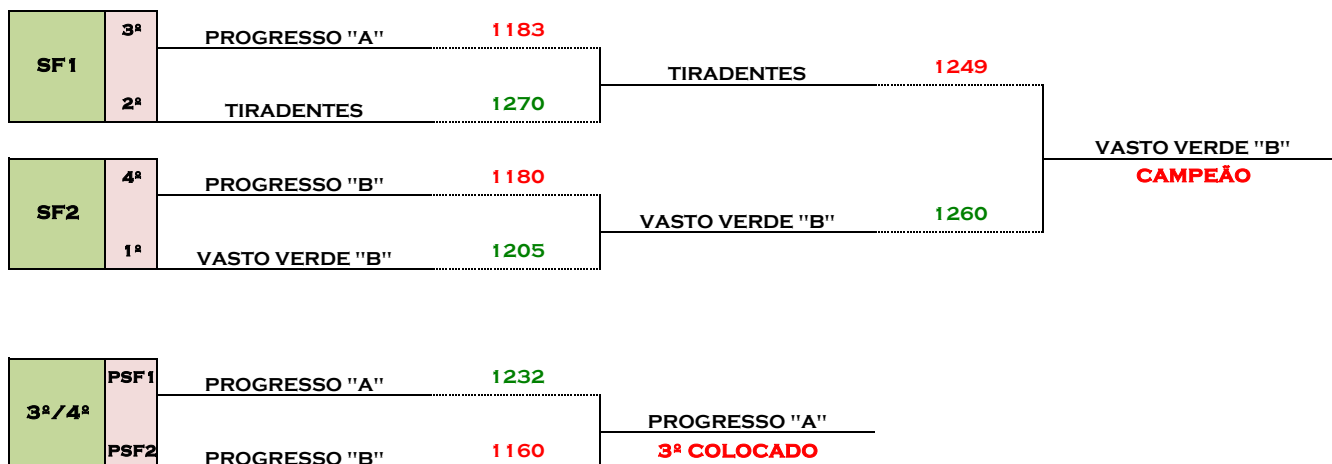 3ª PROGRESSO "A" 1183
SF1 TIRADENTES 1249
2ª TIRADENTES 1270
VASTO VERDE "B"
4ª PROGRESSO "B" 1180 CAMPEÃO
SF2 VASTO VERDE "B" 1260
1ª VASTO VERDE "B" 1205
PSF1 PROGRESSO "A" 1232
3ª/4ª PROGRESSO "A"
PSF2 PROGRESSO "B" 1160 3ª COLOCADO